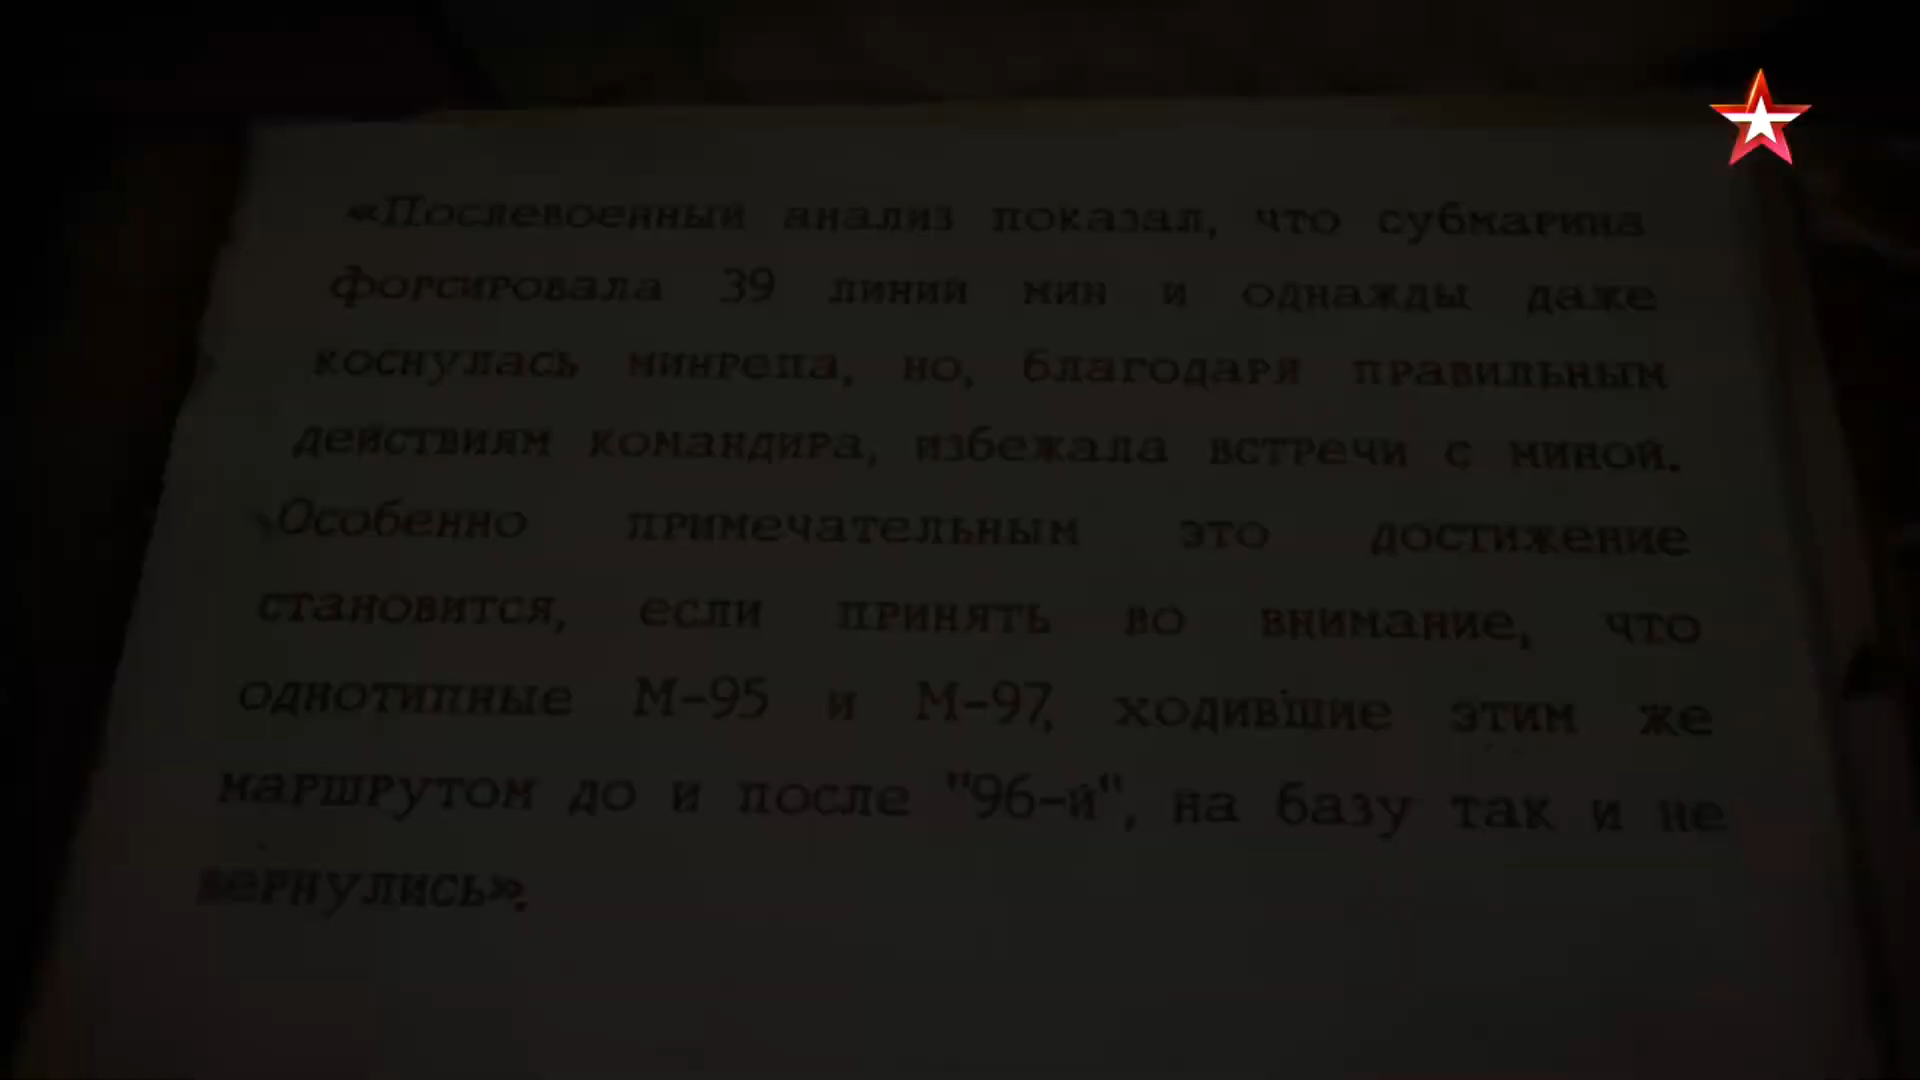 «Послевоенный анализ показал, что субмарина
форсировала 39 линий мин и однажды даже
коснулась минрепа, но, благодаря правильным
действиям командира, избежала встречи с миной.
Особенно примечательным это достижение
становится, если принять во внимание, что
однотипные М-95 и М-97, ходившие этим же
маршрутом до и после "96-й", на базу так и не
вернулись».